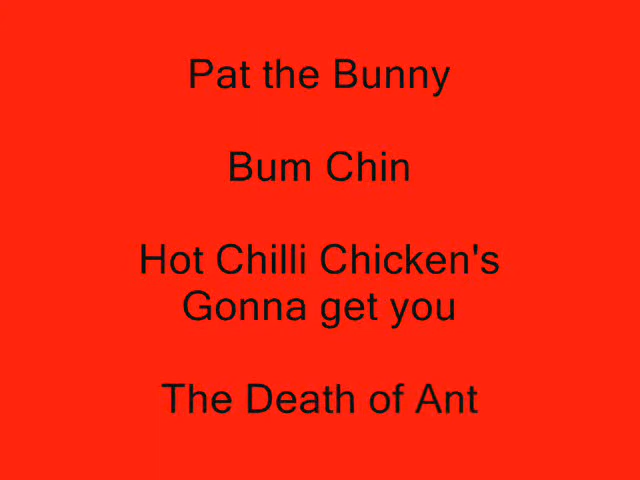 Pat the Bunny
Bum Chin
Hot Chilli Chicken's
Gonna get you
The Death of Ant